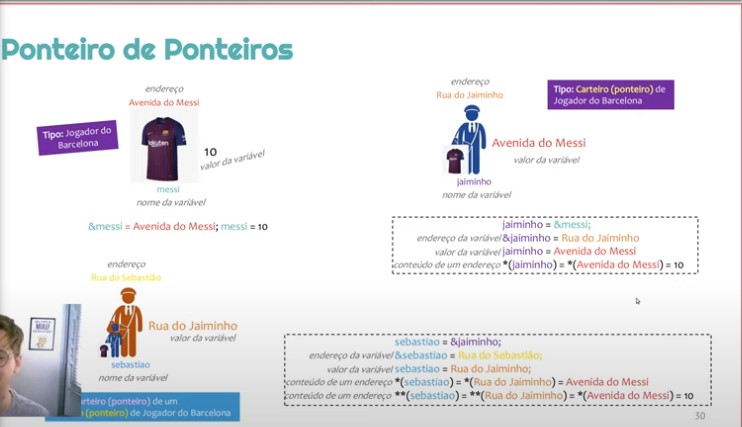 Ponteiro de Ponteiros
endereço
Avenida do Messi
Tipo: Jogador do
Barcelona
Rakuten
10
valor da variável
messi
nome da variável
&messi = Avenida do Messi; messi = 10
endereço
Rua do Jaiminho
Tipo: Carteiro (ponteiro) de
Jogador do Barcelona
Avenida do Messi
valor da variável
jaiminho
nome da variável
jaiminho = &messi;
endereço da variável &jaiminho = Rua do Jaiminho
valor da variável jaiminho = Avenida do Messi
conteúdo de um endereço *(jaiminho) = *(Avenida do Messi) = 10
endereço
Rua do Sebastião
Rua do Jaiminho
valor da variável
sebastiao
nome da variável
(ponteiro) de um
(ponteiro) de Jogador do Barcelona
sebastiao = &jaiminho;
endereço da variável &sebastiao = Rua do Sebastião;
valor da variável sebastiao = Rua do Jaiminho;
conteúdo de um endereço *(sebastiao) = *(Rua do Jaiminho) = Avenida do Messi
conteúdo de um endereço **(sebastiao) = **(Rua do Jaiminho) = *(Avenida do Messi) = 10
30